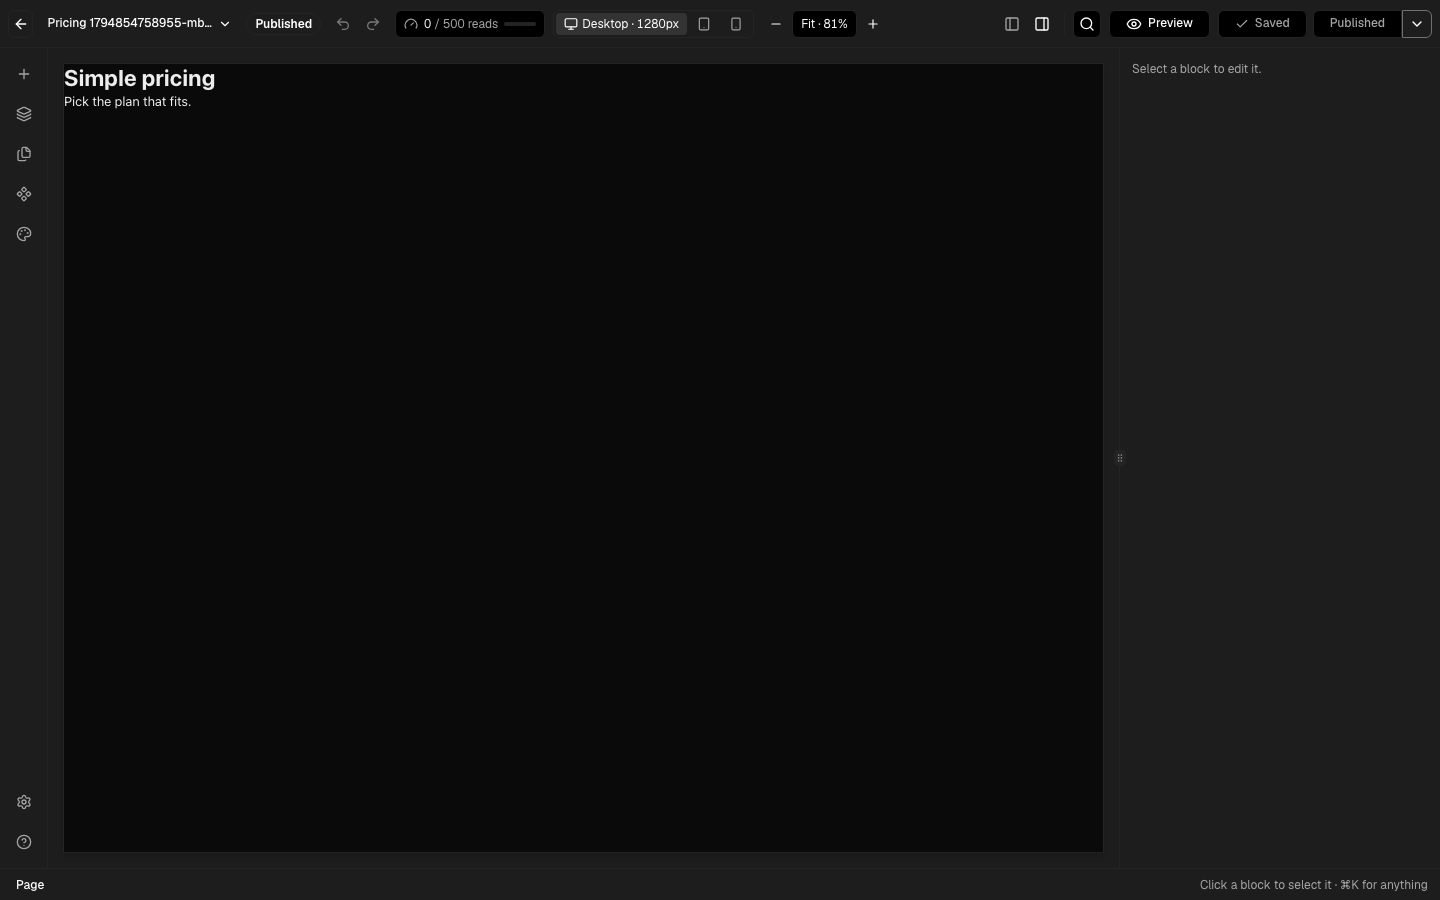 Pricing 1794854758955-mb...
Published
0 / 500 reads
Desktop · 1280px
Fit · 81%
Preview
Saved
Published
Simple pricing
Pick the plan that fits.
Select a block to edit it.
Page
Click a block to select it · ⌘K for anything